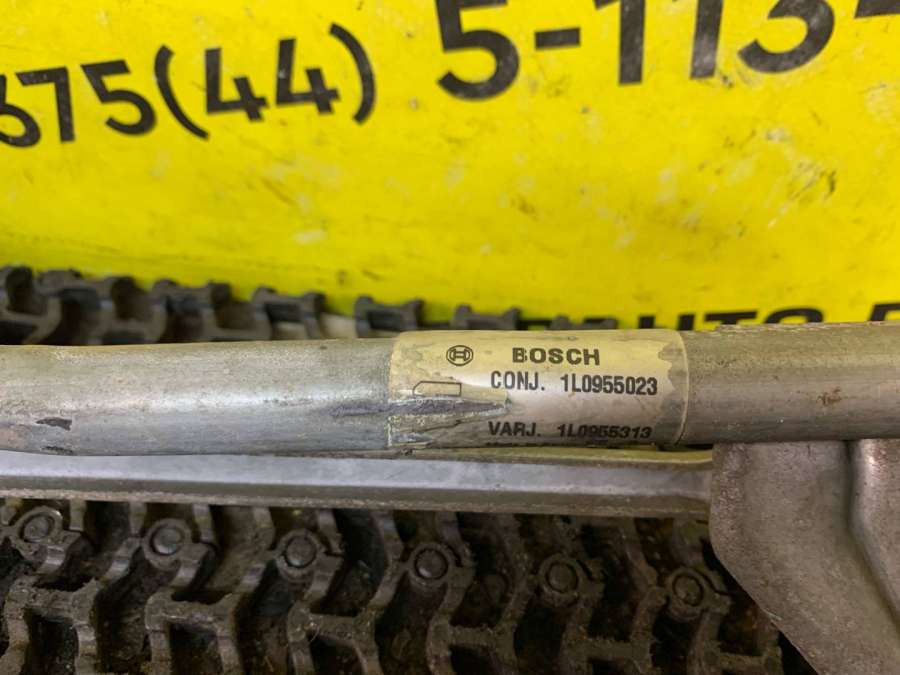 375(44) 5-113-
BOSCH
CONJ. 1L0955023
VARJ. 1L0955313